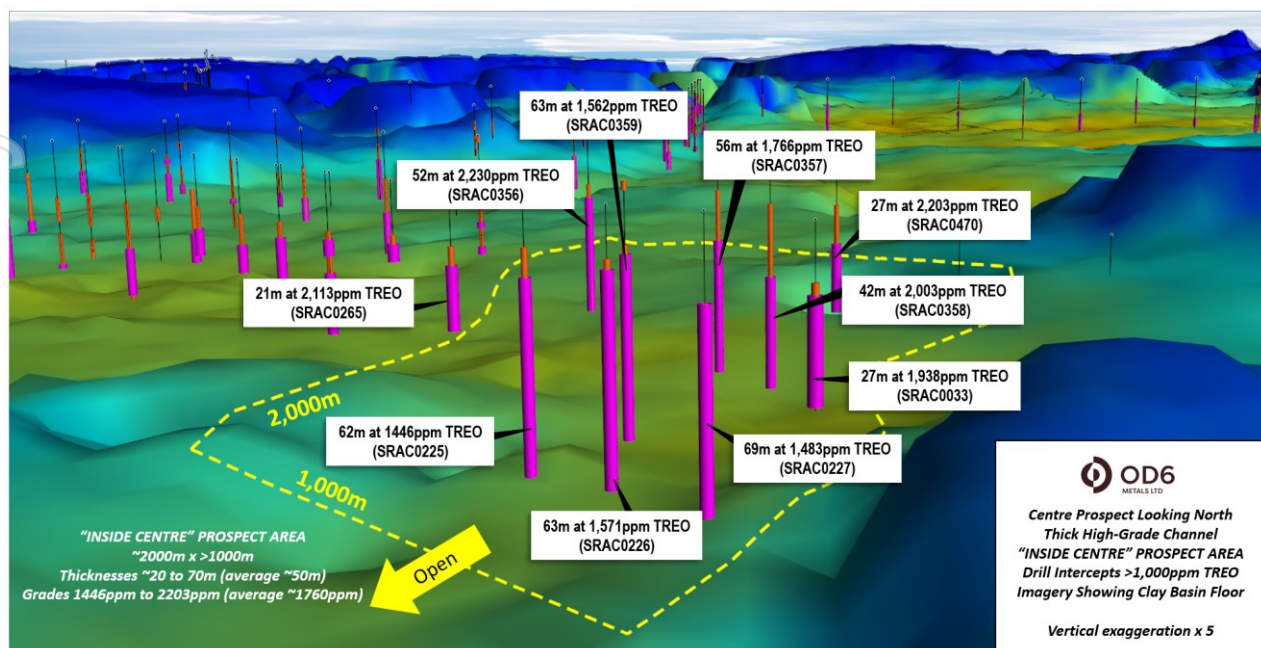 63m at 1,562ppm TREO
(SRAC0359)
56m at 1,766ppm TREO
(SRAC0357)
52m at 2,230ppm TREO
(SRAC0356)
27m at 2,203ppm TREO
(SRAC0470)
21m at 2,113ppm TREO
(SRAC0265)
42m at 2,003ppm TREO
(SRAC0358)
27m at 1,938ppm TREO
(SRAC0033)
2,000m
62m at 1446ppm TREO
(SRAC0225)
69m at 1,483ppm TREO
(SRAC0227)
1,000m
63m at 1,571ppm TREO
(SRAC0226)
Open
“INSIDE CENTRE” PROSPECT AREA
~2000m x >1000m
Thicknesses ~20 to 70m (average ~50m)
Grades 1446ppm to 2203ppm (average ~1760ppm)
OD6
METALS LTD
Centre Prospect Looking North
Thick High-Grade Channel
“INSIDE CENTRE” PROSPECT AREA
Drill Intercepts >1,000ppm TREO
Imagery Showing Clay Basin Floor
Vertical exaggeration x 5